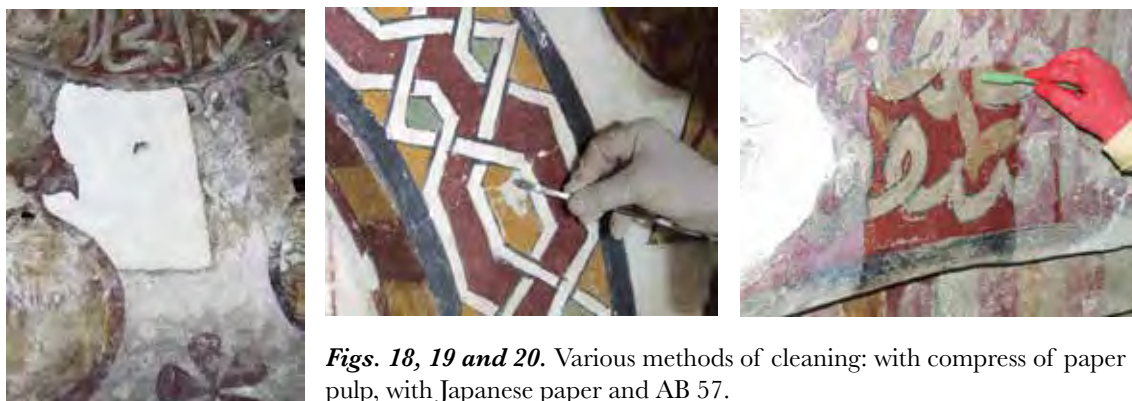 Figs. 18, 19 and 20. Various methods of cleaning: with compress of paper
pulp, with Japanese paper and AB 57.